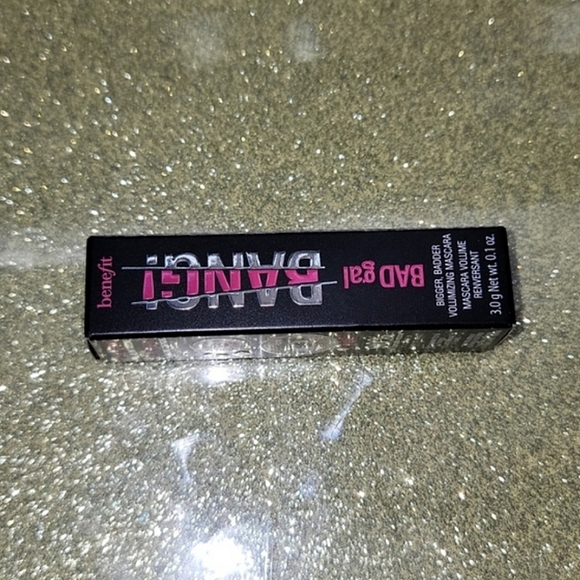 benefit
BADgal
BANG!
BIGGER, BADDER
VOLUMIZING MASCARA
MASCARA VOLUME
RENVERSANT
3.0 g Net wt. 0.1 oz.